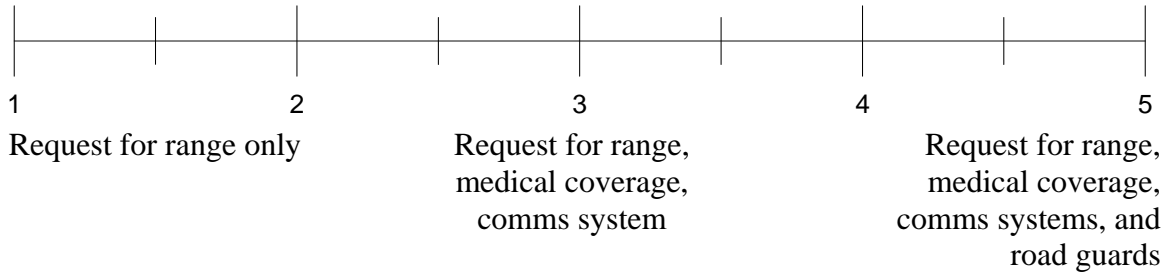 1 2 3 4 5
Request for range only
Request for range,
medical coverage,
comms system
Request for range,
medical coverage,
comms systems, and
road guards